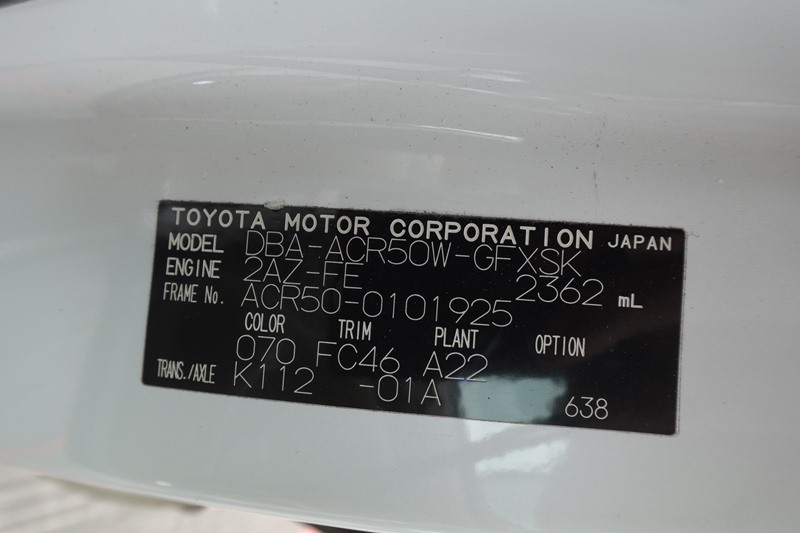 TOYOTA MOTOR CORPORATION JAPAN
MODEL DBA-ACR50W-GFXSK
ENGINE 2AZ-FE 2362 mL
FRAME No. ACR50-0101925
COLOR TRIM PLANT OPTION
070 FC46 A22
TRANS./AXLE K112 -01A
638